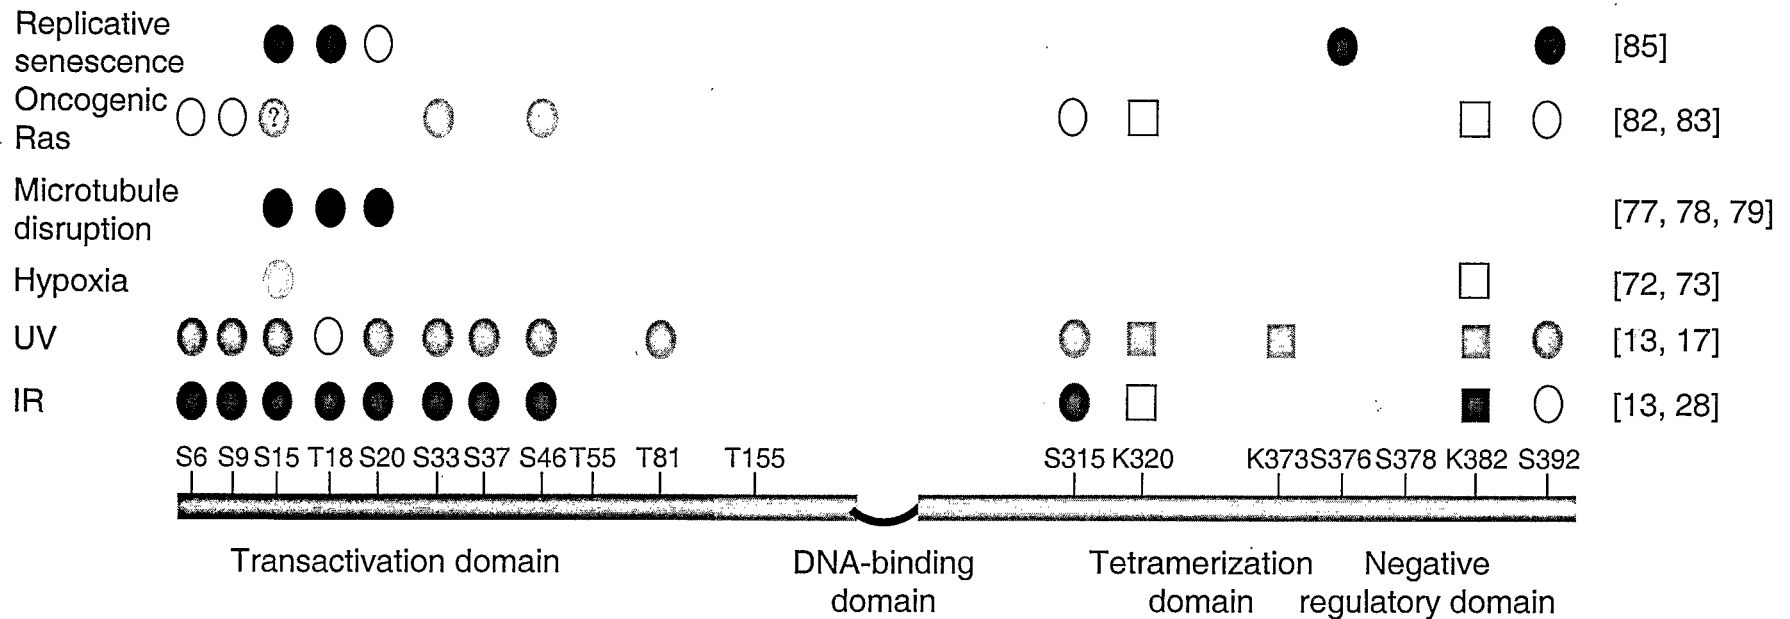 Replicative
senescence [85]
Oncogenic
Ras ? [82, 83]
Microtubule
disruption [77, 78, 79]
Hypoxia [72, 73]
UV [13, 17]
IR [13, 28]
S6 S9 S15 T18 S20 S33 S37 S46 T55 T81 T155 S315 K320 K373 S376 S378 K382 S392
Transactivation domain DNA-binding Tetramerization Negative
domain domain regulatory domain